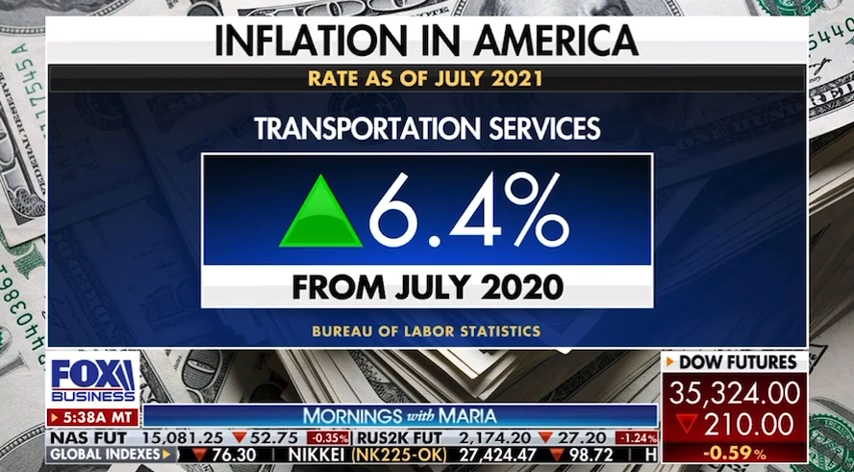 INFLATION IN AMERICA
RATE AS OF JULY 2021
TRANSPORTATION SERVICES
▲6.4%
FROM JULY 2020
BUREAU OF LABOR STATISTICS
FOX
BUSINESS
5:38A MT
MORNINGS with MARIA
DOW FUTURES
35,324.00
▼ 210.00
-0.59%
NAS FUT 15,081.25 ▼ 52.75 -0.35% RUS2K FUT 2,174.20 ▼ 27.20 -1.24%
GLOBAL INDEXES ▼ 76.30 NIKKEI (NK225-OK) 27,424.47 ▼ 98.72 H